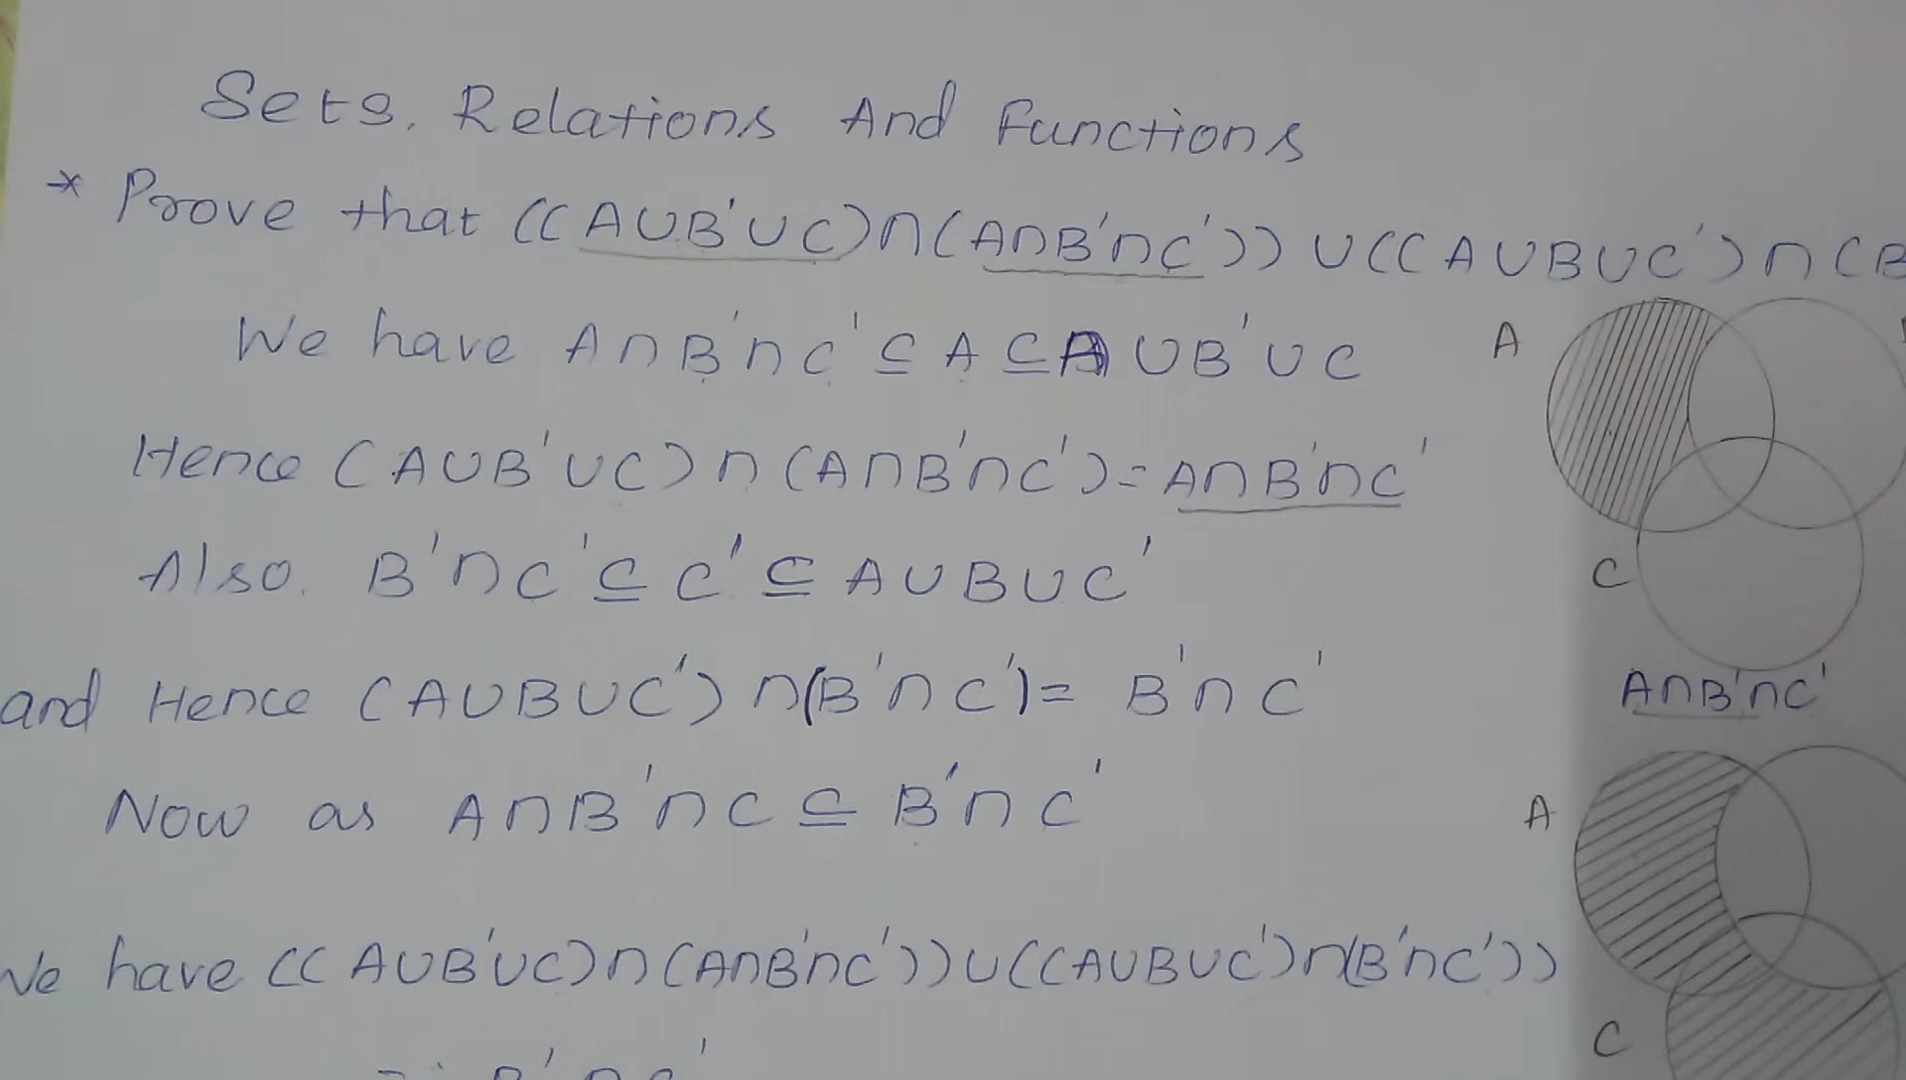 Sets, Relations And Functions
* Prove that ((A∪B'∪C)∩(A∩B'∩C'))∪((A∪B∪C')∩(B
We have A∩B'∩C'⊆A⊆A∪B'∪C
Hence (A∪B'∪C)∩(A∩B'∩C')=A∩B'∩C'
Also, B'∩C'⊆C'⊆A∪B∪C'
and Hence (A∪B∪C')∩(B'∩C')=B'∩C'
Now as A∩B'∩C⊆B'∩C'
We have ((A∪B'∪C)∩(A∩B'∩C'))∪((A∪B∪C')∩(B'∩C'))
= B'∩C'
A
C
A∩B'∩C'
A
C